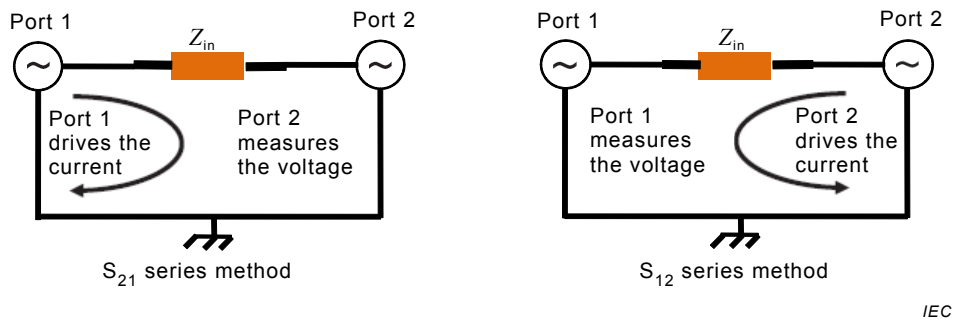 Port 1
Port 2
Z_in
~
~
Port 1
drives the
current
Port 2
measures
the voltage
S_21 series method
Port 1
Port 2
Z_in
~
~
Port 1
measures
the voltage
Port 2
drives the
current
S_12 series method
IEC